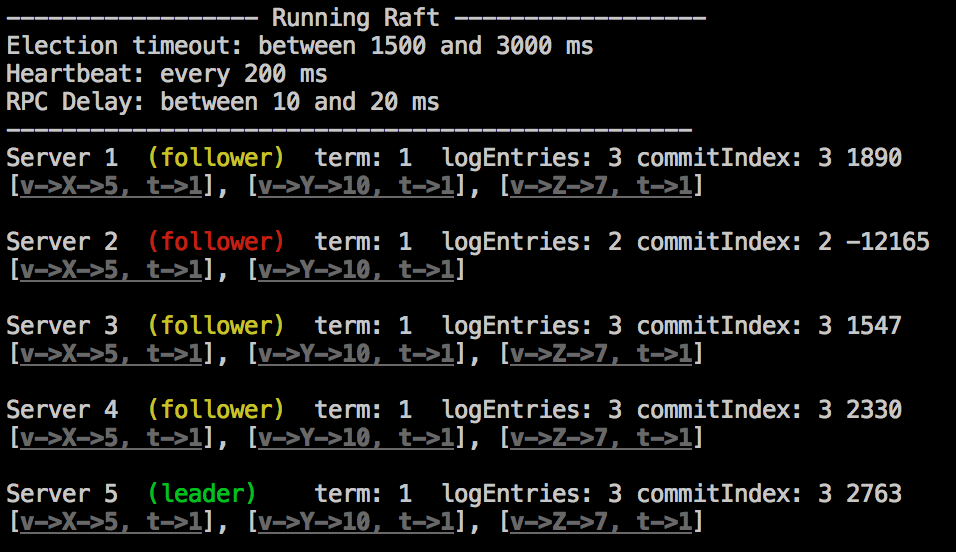 ------------------ Running Raft ------------------
Election timeout: between 1500 and 3000 ms
Heartbeat: every 200 ms
RPC Delay: between 10 and 20 ms
-------------------------------------------------
Server 1  (follower)  term: 1  logEntries: 3 commitIndex: 3 1890
[v->X->5, t->1], [v->Y->10, t->1], [v->Z->7, t->1]
Server 2  (follower)  term: 1  logEntries: 2 commitIndex: 2 -12165
[v->X->5, t->1], [v->Y->10, t->1]
Server 3  (follower)  term: 1  logEntries: 3 commitIndex: 3 1547
[v->X->5, t->1], [v->Y->10, t->1], [v->Z->7, t->1]
Server 4  (follower)  term: 1  logEntries: 3 commitIndex: 3 2330
[v->X->5, t->1], [v->Y->10, t->1], [v->Z->7, t->1]
Server 5  (leader)    term: 1  logEntries: 3 commitIndex: 3 2763
[v->X->5, t->1], [v->Y->10, t->1], [v->Z->7, t->1]